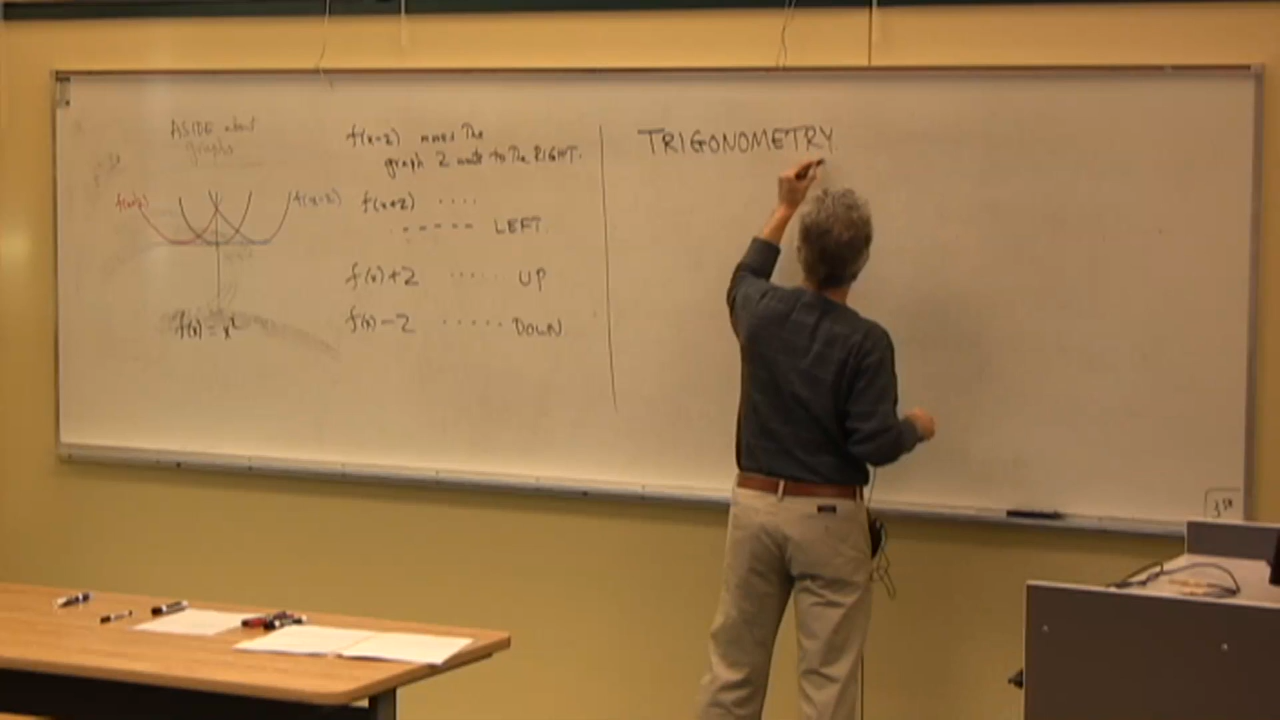 ASIDE about
graphs
f(x-2)
f(x) = x²
f(x-2) moves the
graph 2 units to the RIGHT.
f(x+2) ....
------ LEFT.
f(x)+2 ..... UP
f(x)-2 ..... DOWN
TRIGONOMETRY